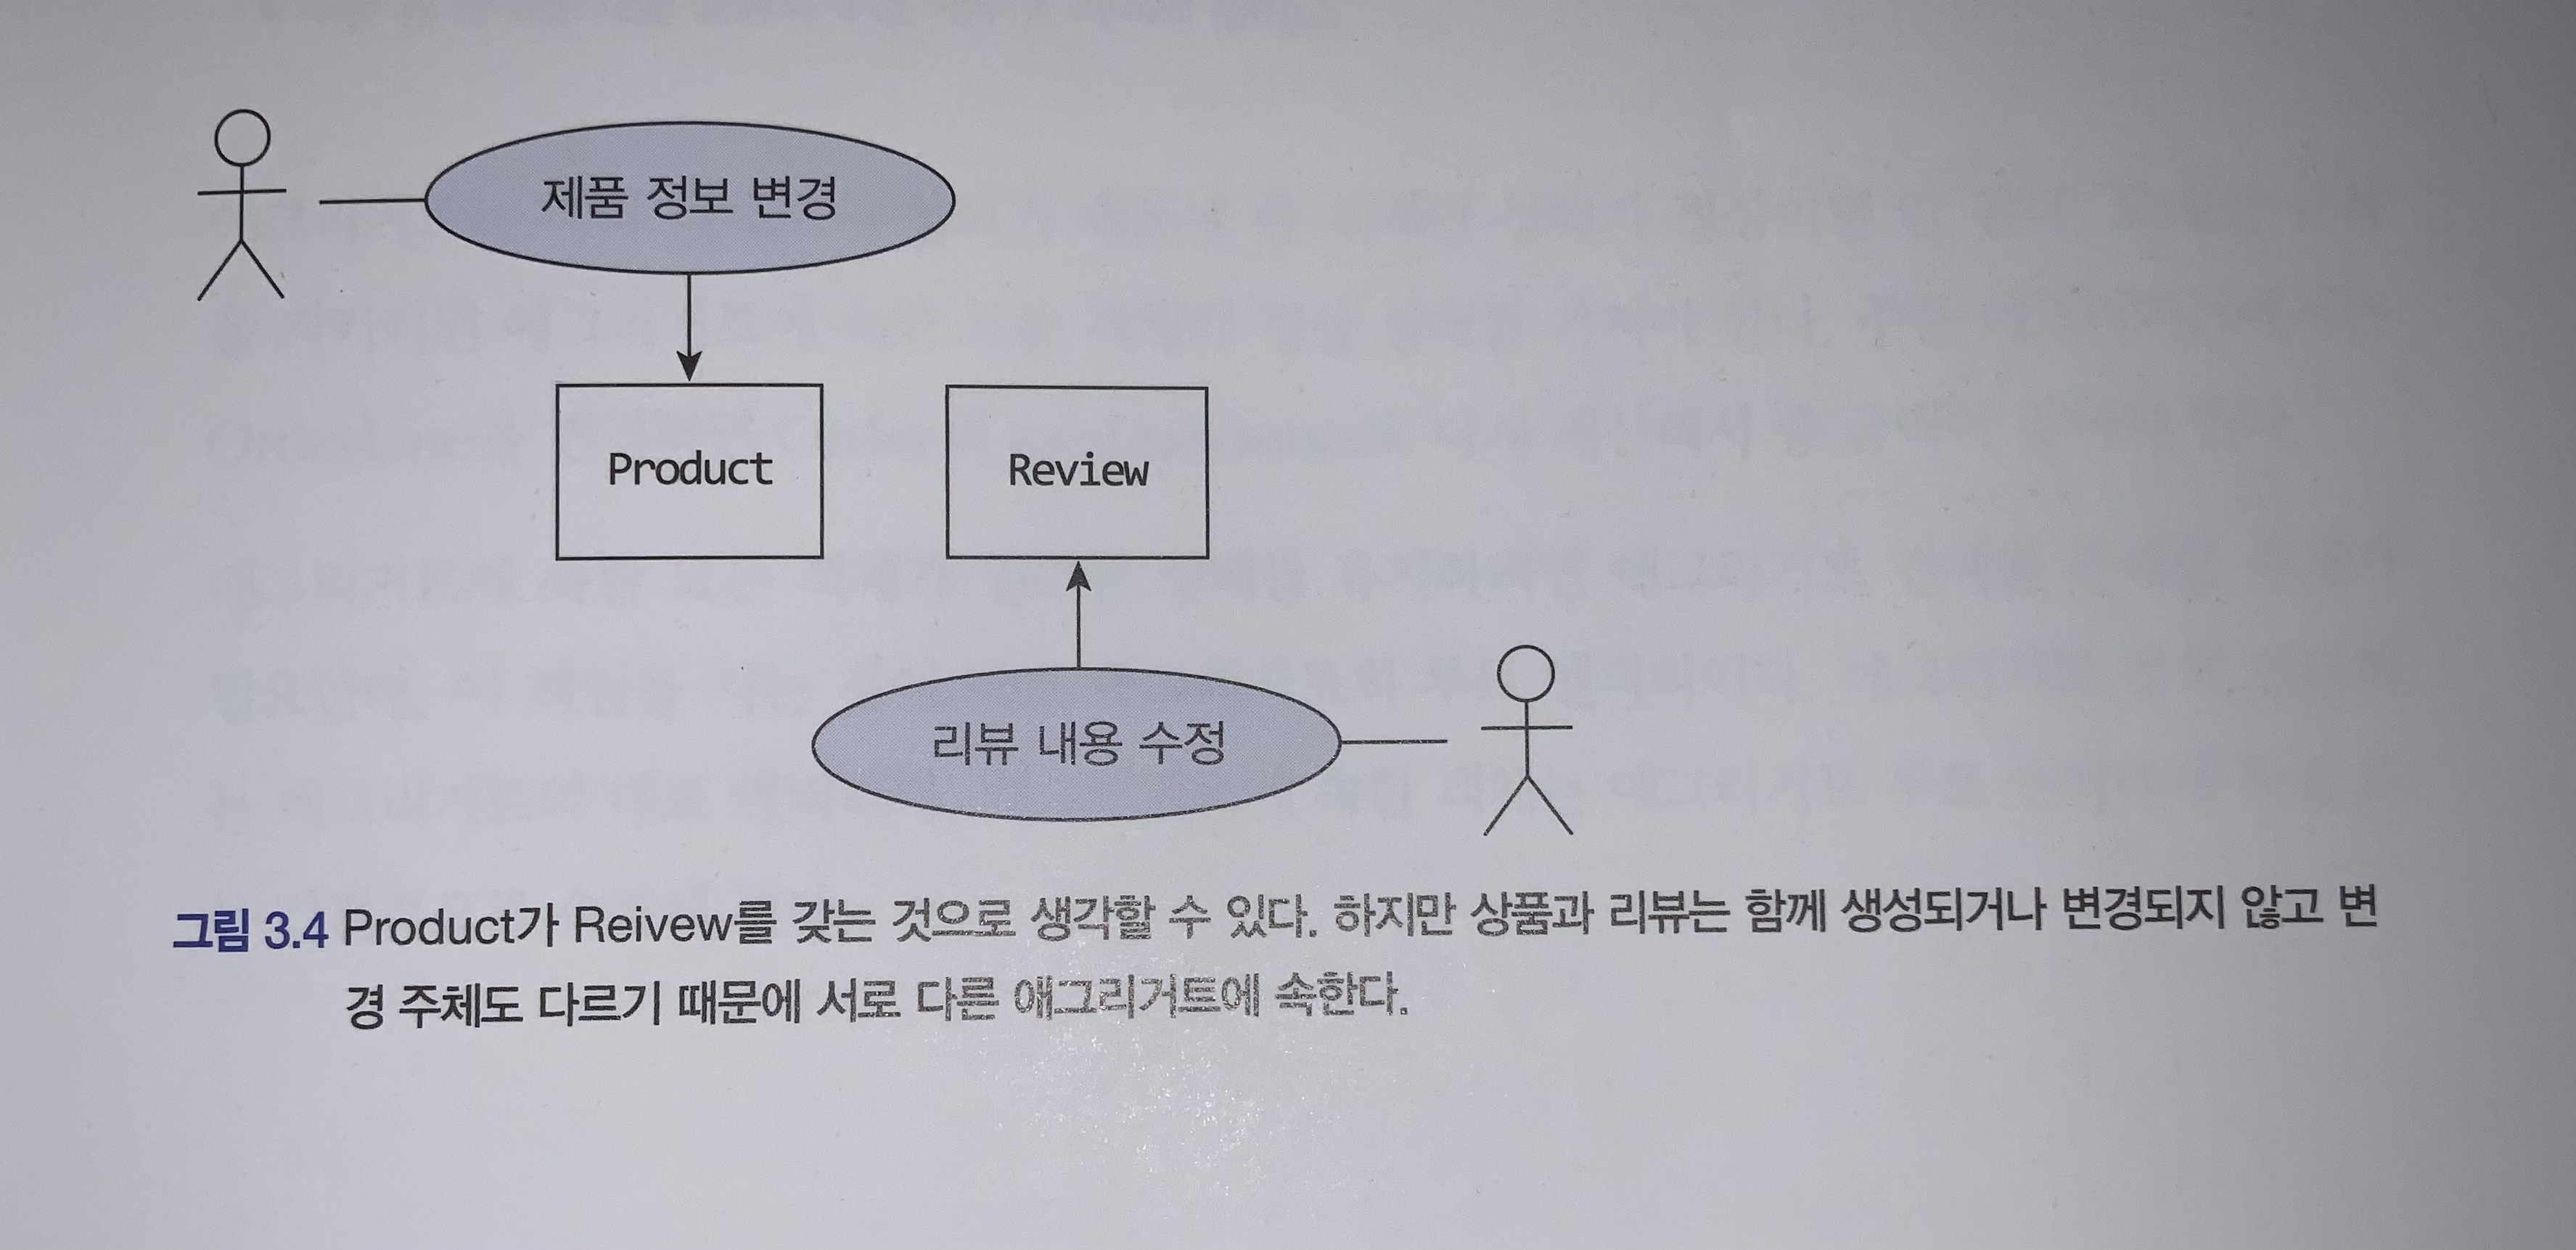 제품 정보 변경
Product
Review
리뷰 내용 수정
그림 3.4 Product가 Reivew를 갖는 것으로 생각할 수 있다. 하지만 상품과 리뷰는 함께 생성되거나 변경되지 않고 변
경 주체도 다르기 때문에 서로 다른 애그리거트에 속한다.